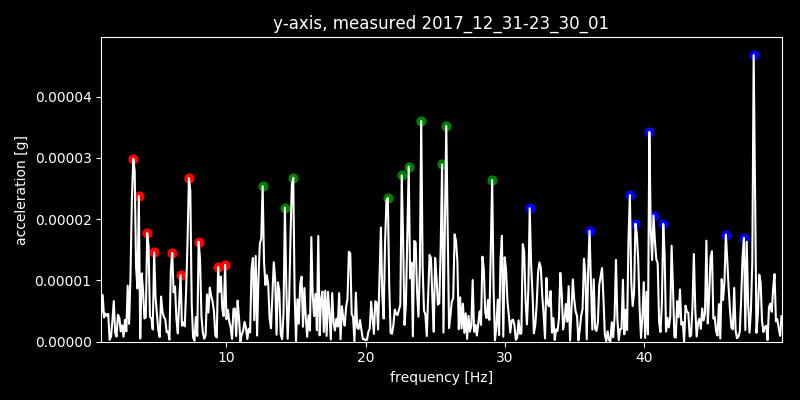 y-axis, measured 2017_12_31-23_30_01
acceleration [g]
0.00004
0.00003
0.00002
0.00001
0.00000
10 20 30 40
frequency [Hz]